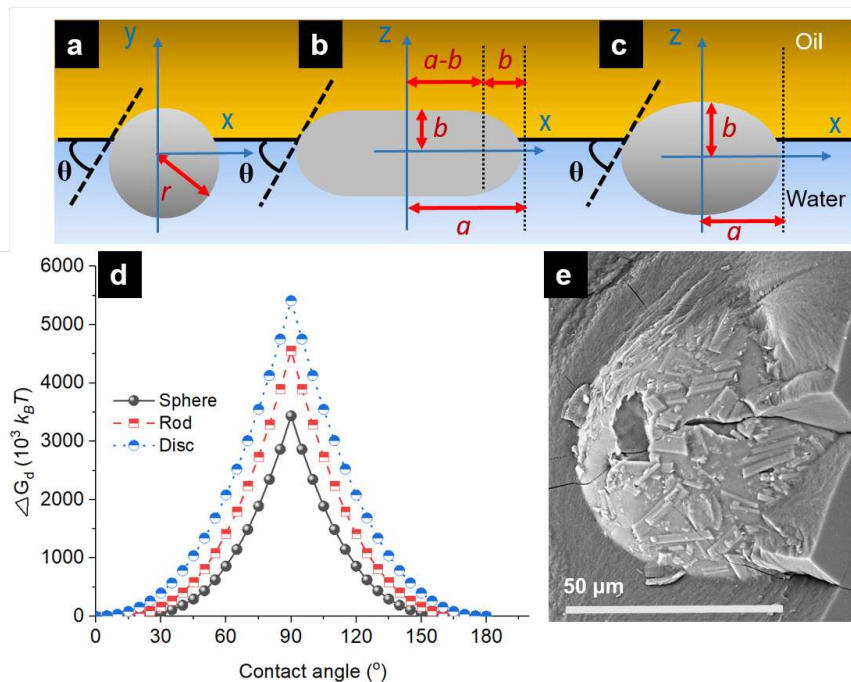 a
y
x
θ
r
b
z
a-b
b
b
x
θ
a
c
z
Oil
b
x
θ
Water
a
d
6000
5000
4000
3000
2000
1000
0
△G_d (10³ k_BT)
Sphere
Rod
Disc
0 30 60 90 120 150 180
Contact angle (°)
e
50 µm